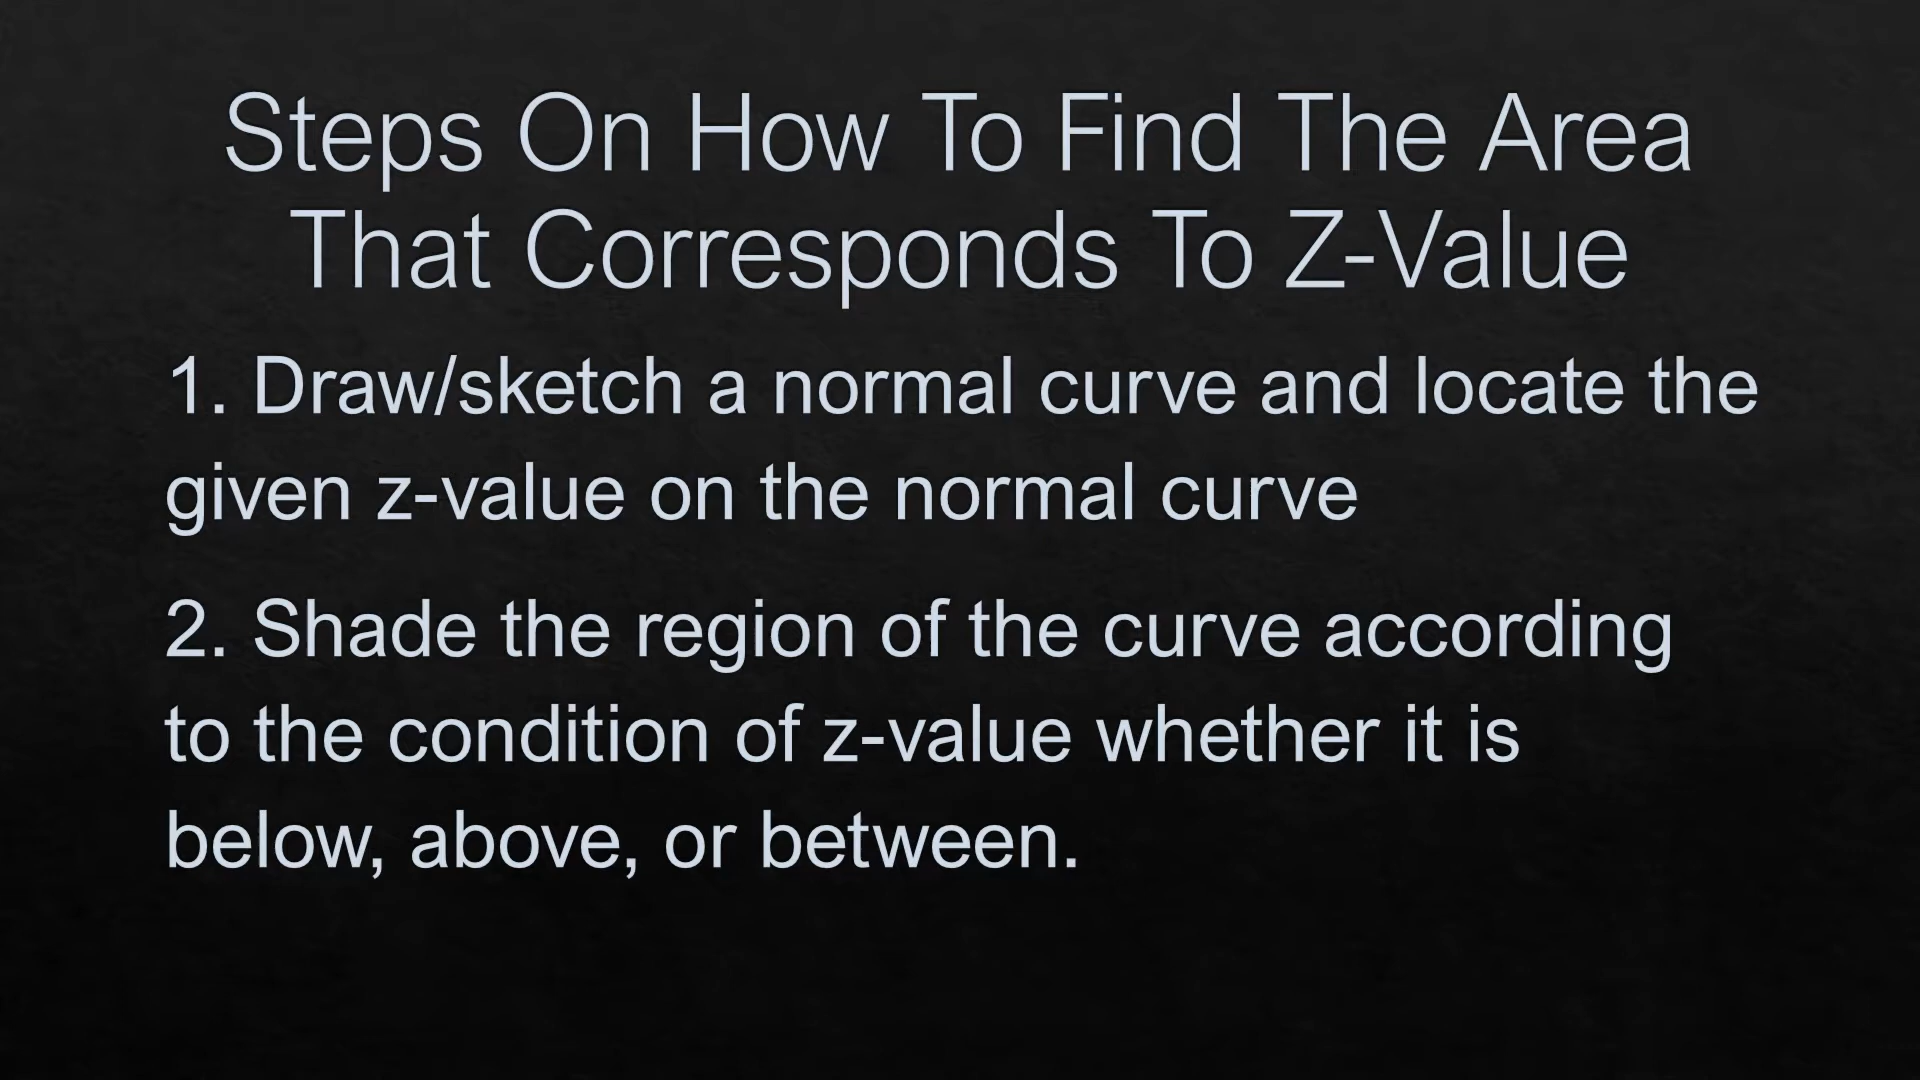 Steps On How To Find The Area
That Corresponds To Z-Value
1. Draw/sketch a normal curve and locate the
given z-value on the normal curve
2. Shade the region of the curve according
to the condition of z-value whether it is
below, above, or between.